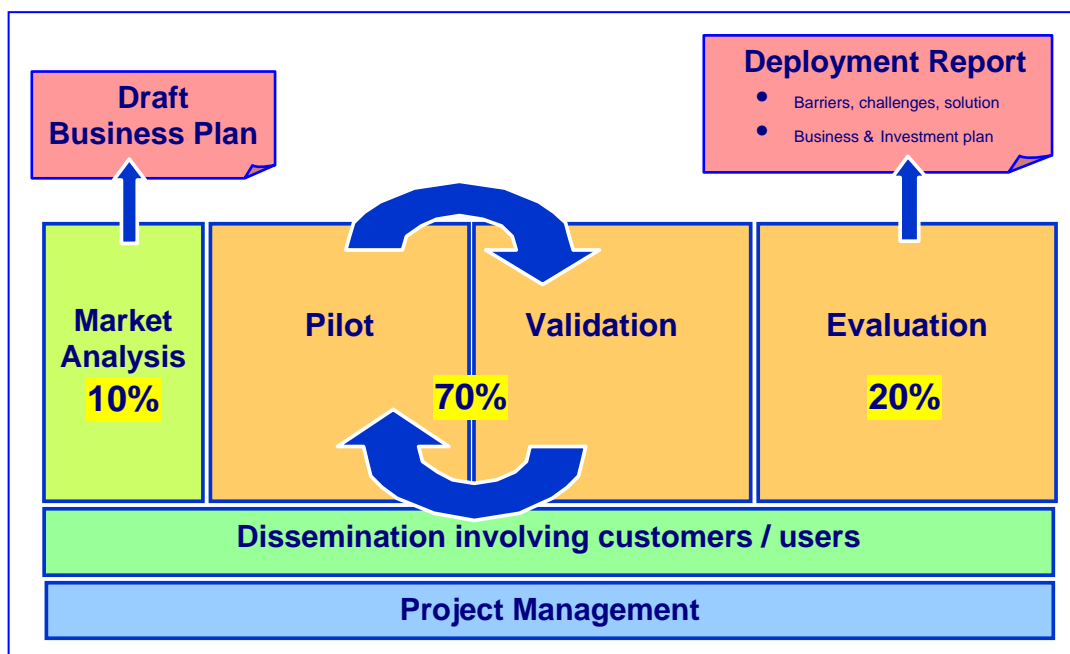 Draft
Business Plan
Deployment Report
• Barriers, challenges, solution
• Business & Investment plan
Market
Analysis
10%
Pilot
Validation
70%
Evaluation
20%
Dissemination involving customers / users
Project Management